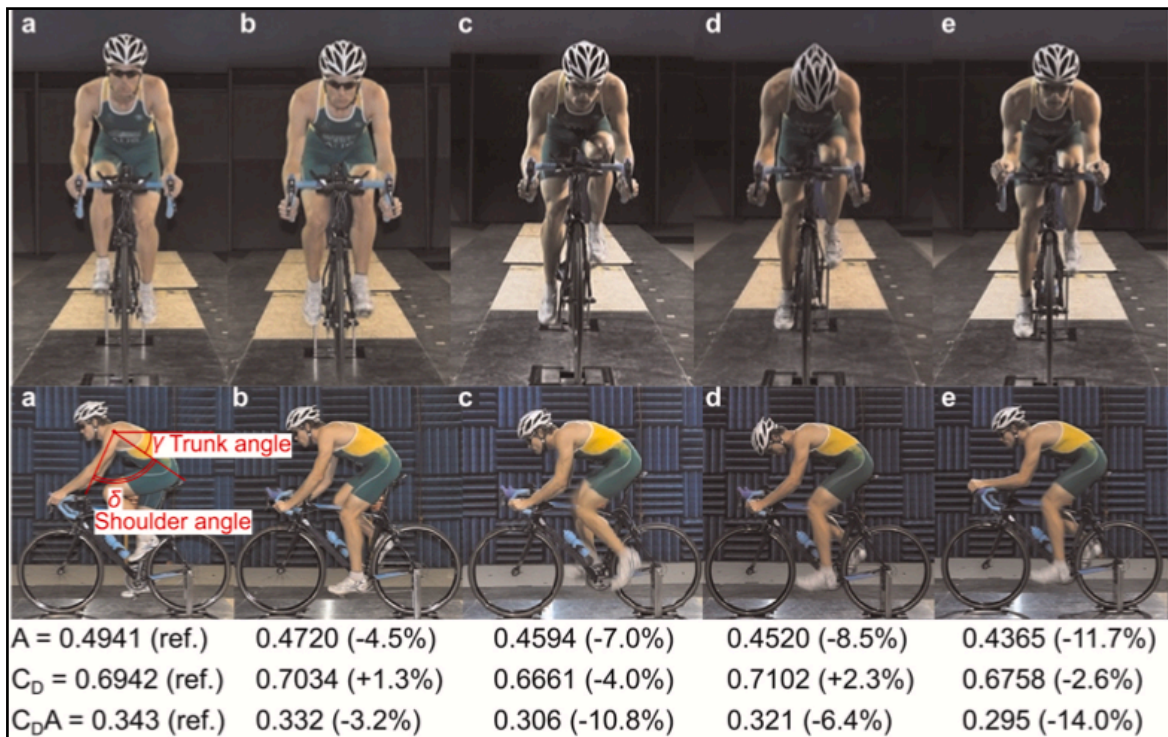 a b c d e
a b c d e
γ Trunk angle
δ
Shoulder angle
A = 0.4941 (ref.) 0.4720 (-4.5%) 0.4594 (-7.0%) 0.4520 (-8.5%) 0.4365 (-11.7%)
C_D = 0.6942 (ref.) 0.7034 (+1.3%) 0.6661 (-4.0%) 0.7102 (+2.3%) 0.6758 (-2.6%)
C_DA = 0.343 (ref.) 0.332 (-3.2%) 0.306 (-10.8%) 0.321 (-6.4%) 0.295 (-14.0%)